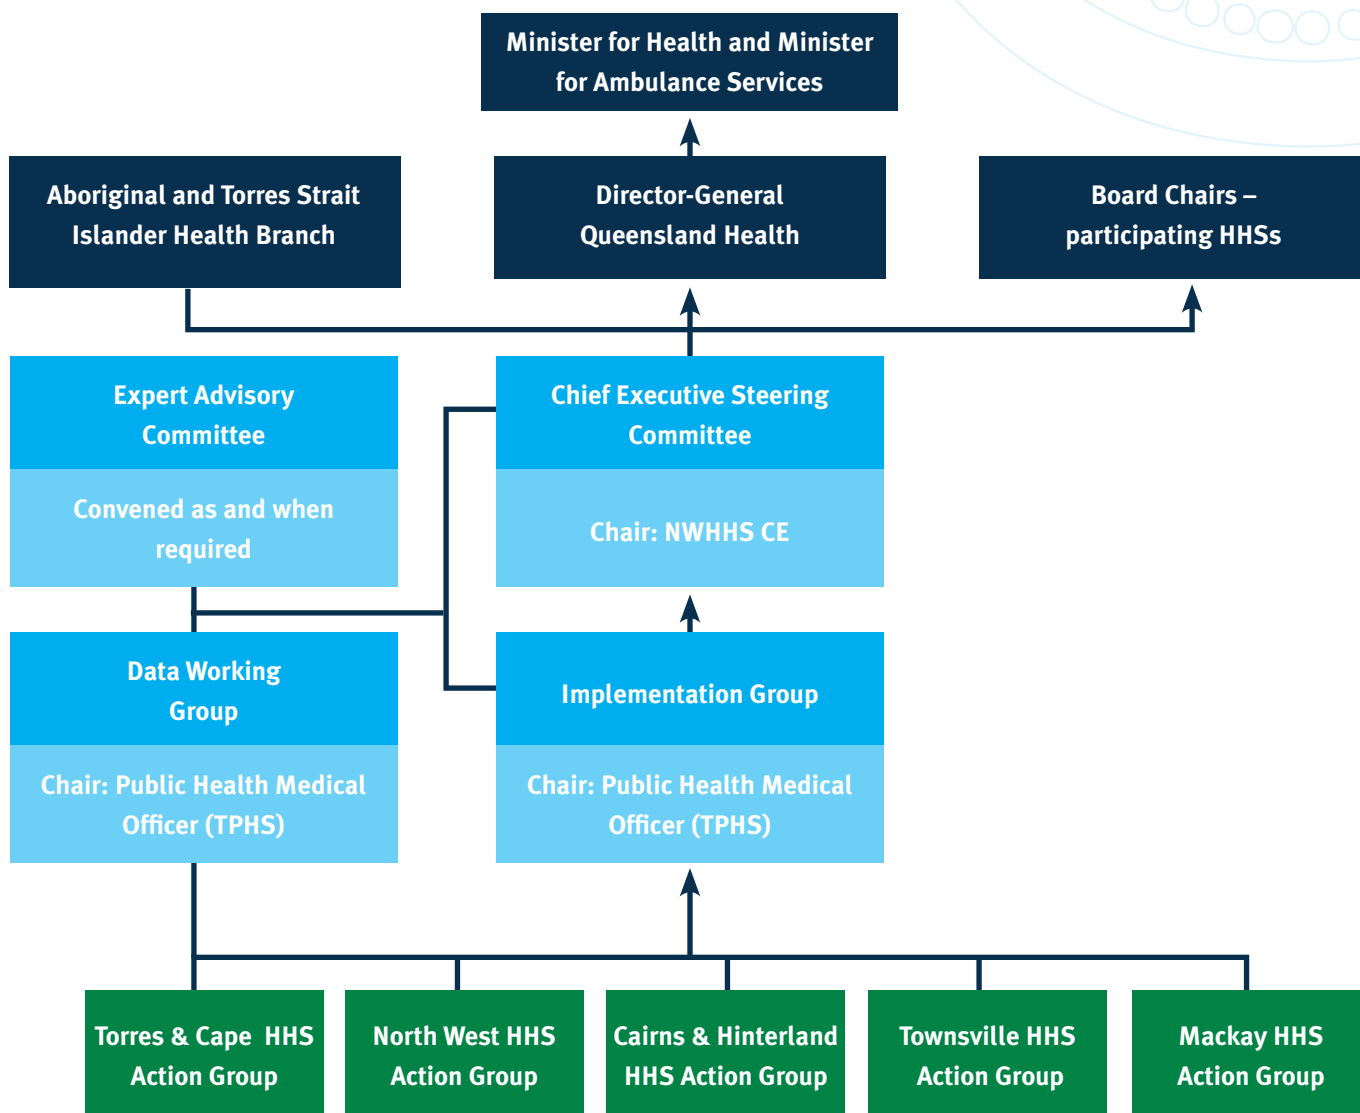 Minister for Health and Minister
for Ambulance Services
Aboriginal and Torres Strait
Islander Health Branch
Director-General
Queensland Health
Board Chairs –
participating HHSs
Expert Advisory
Committee
Convened as and when
required
Chief Executive Steering
Committee
Chair: NWHHS CE
Data Working
Group
Chair: Public Health Medical
Officer (TPHS)
Implementation Group
Chair: Public Health Medical
Officer (TPHS)
Torres & Cape HHS
Action Group
North West HHS
Action Group
Cairns & Hinterland
HHS Action Group
Townsville HHS
Action Group
Mackay HHS
Action Group